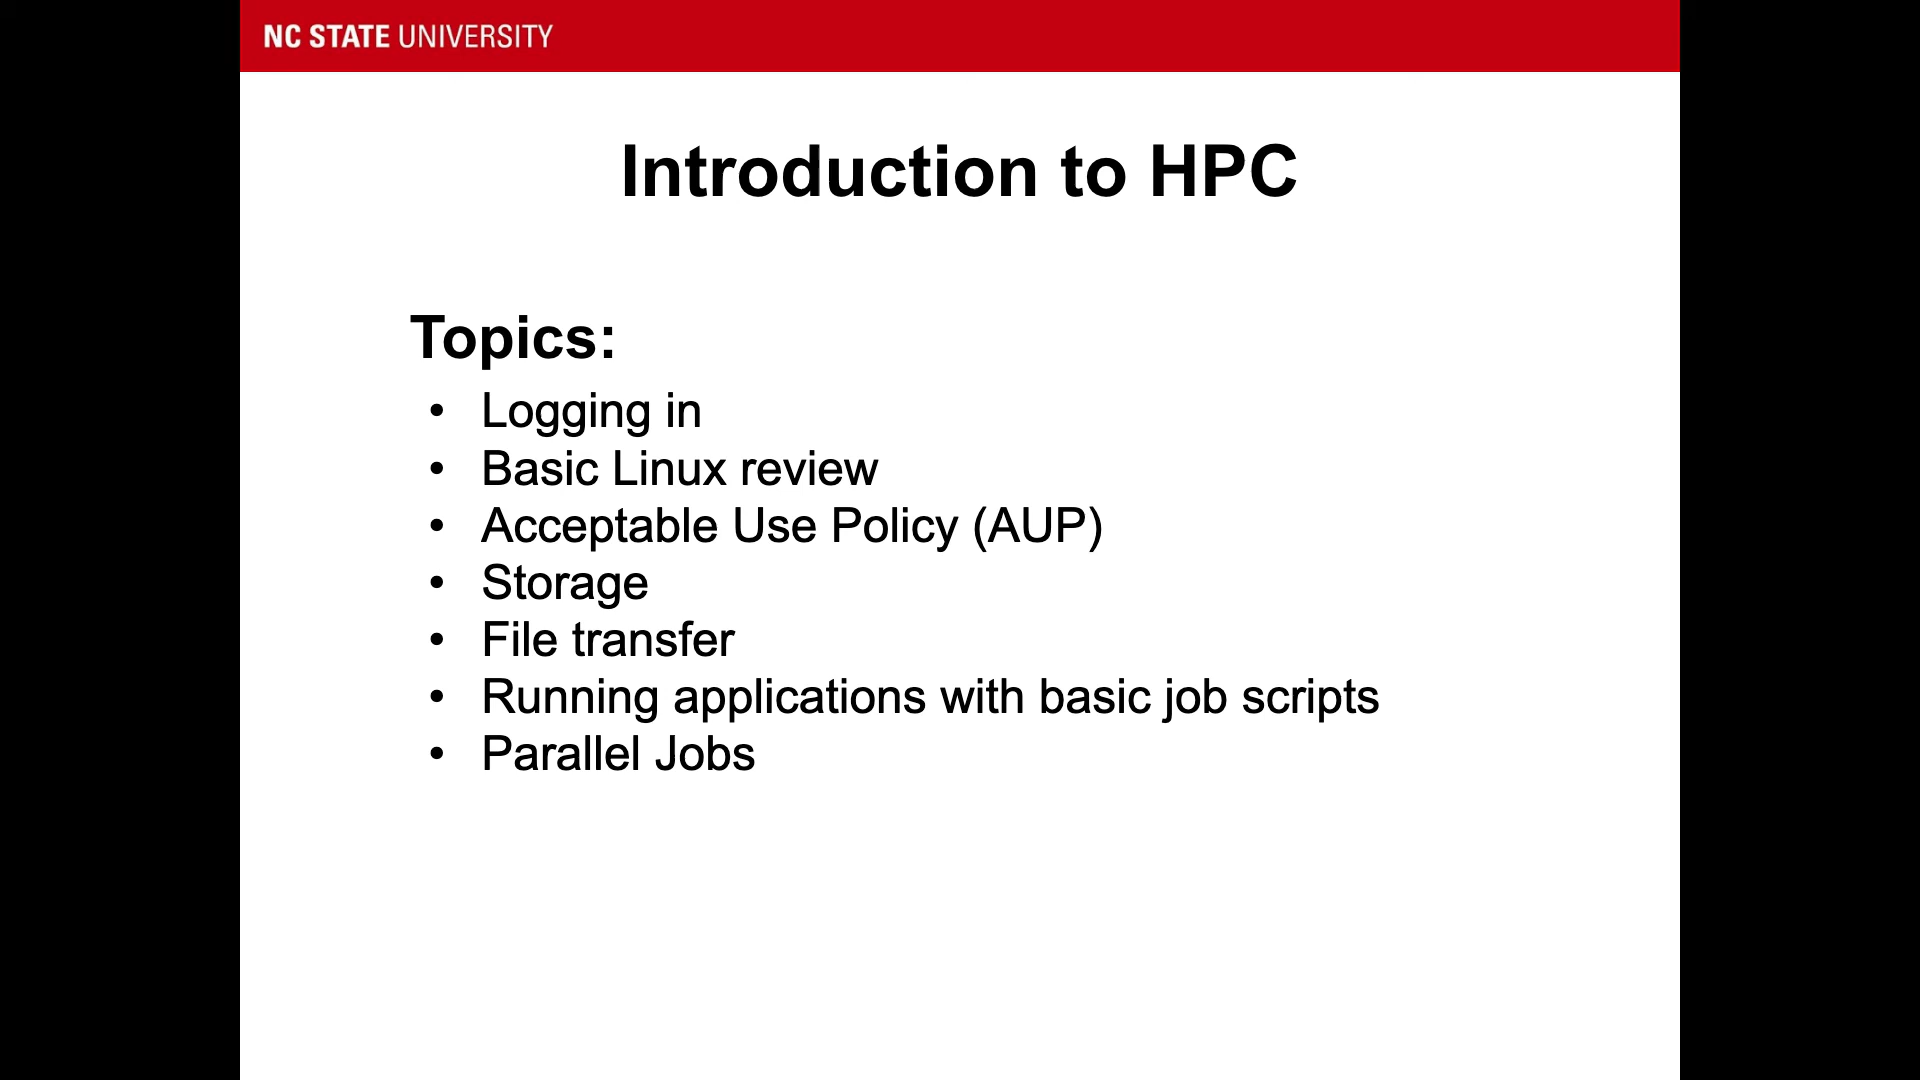 NC STATE UNIVERSITY
Introduction to HPC
Topics:
• Logging in
• Basic Linux review
• Acceptable Use Policy (AUP)
• Storage
• File transfer
• Running applications with basic job scripts
• Parallel Jobs